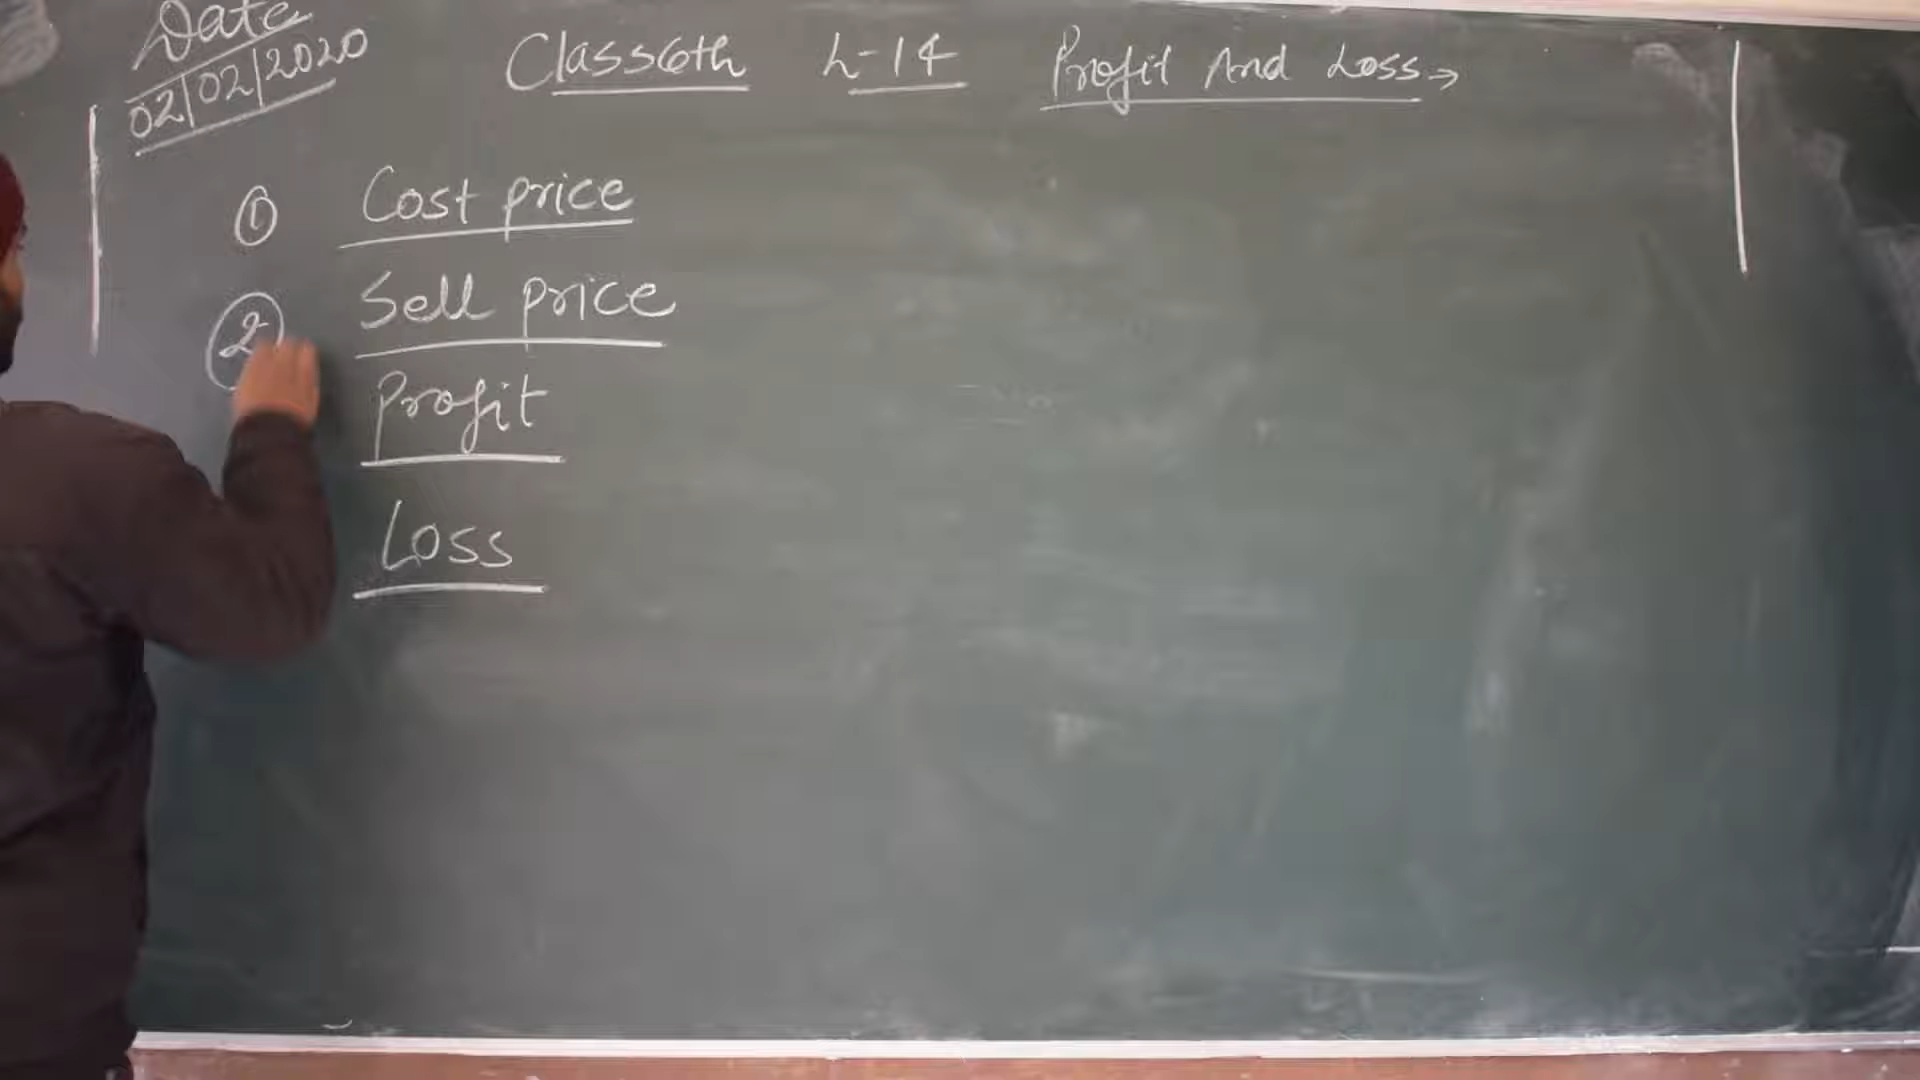 Date
02/02/2020
Class 6th L-14 Profit And Loss →
① Cost price
② Sell price
Profit
Loss